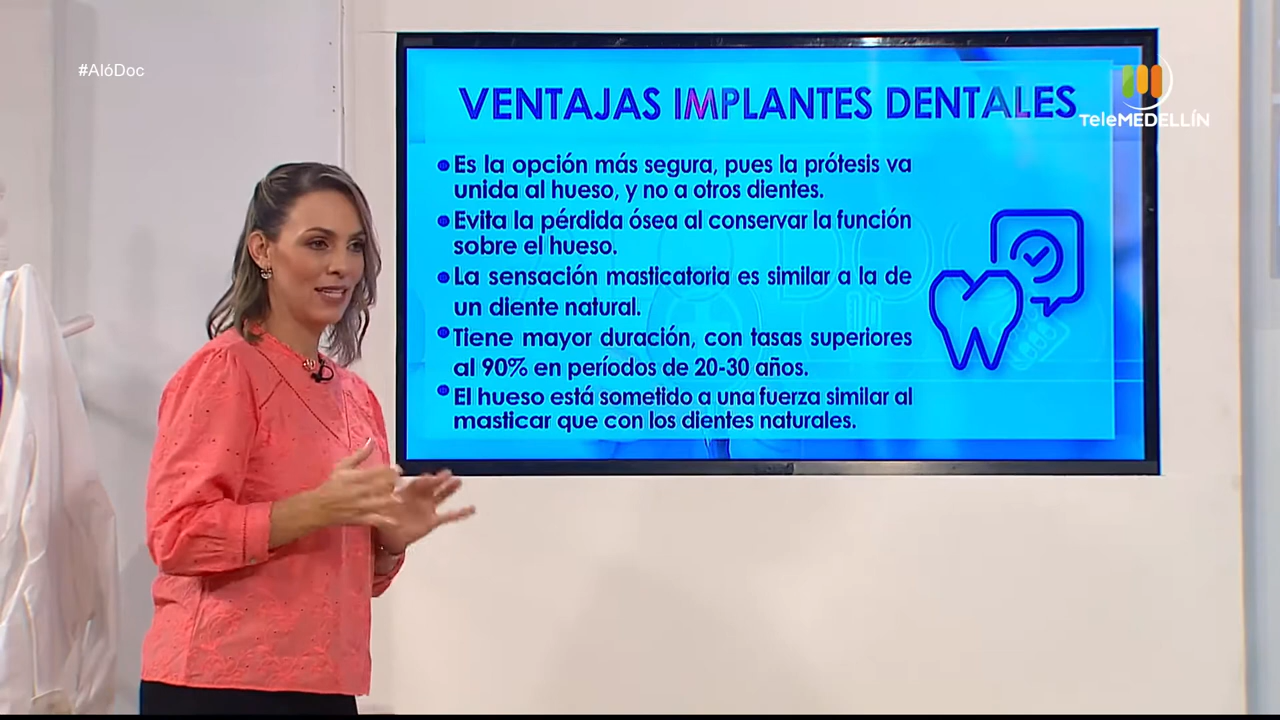 #AlóDoc
TeleMEDELLÍN
VENTAJAS IMPLANTES DENTALES
Es la opción más segura, pues la prótesis va
unida al hueso, y no a otros dientes.
Evita la pérdida ósea al conservar la función
sobre el hueso.
La sensación masticatoria es similar a la de
un diente natural.
Tiene mayor duración, con tasas superiores
al 90% en períodos de 20-30 años.
El hueso está sometido a una fuerza similar al
masticar que con los dientes naturales.